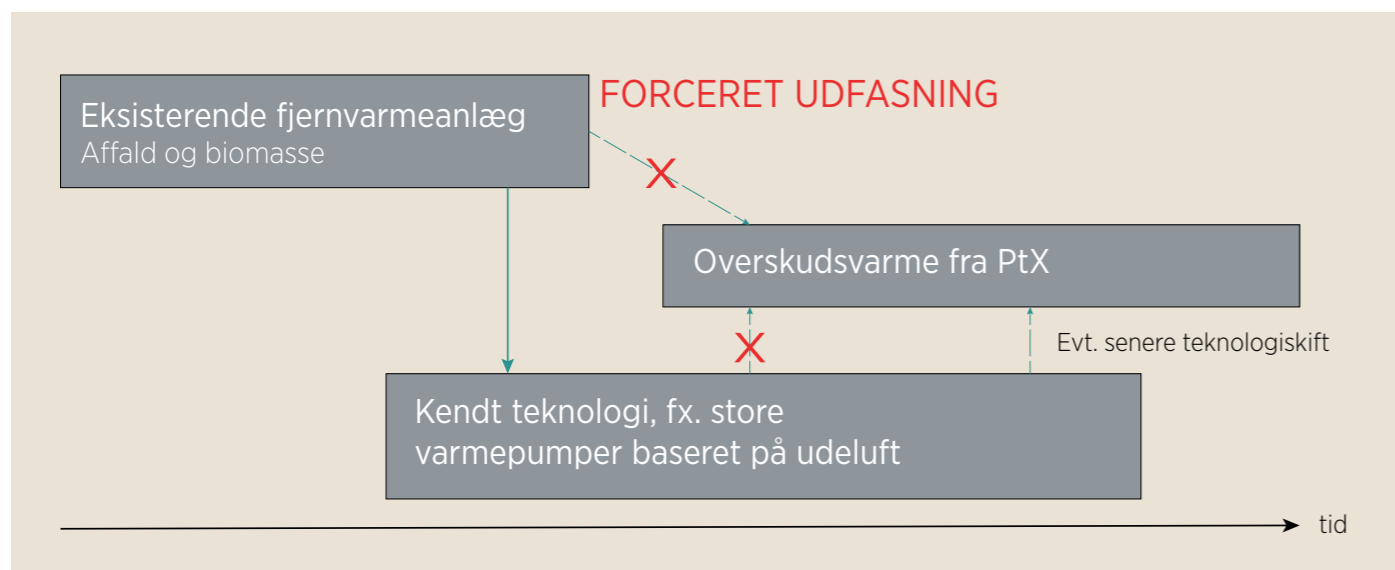 FORCERET UDFASNING
Eksisterende fjernvarmeanlæg
Affald og biomasse
Overskudsvarme fra PtX
Evt. senere teknologiskift
Kendt teknologi, fx. store
varmepumper baseret på udeluft
tid